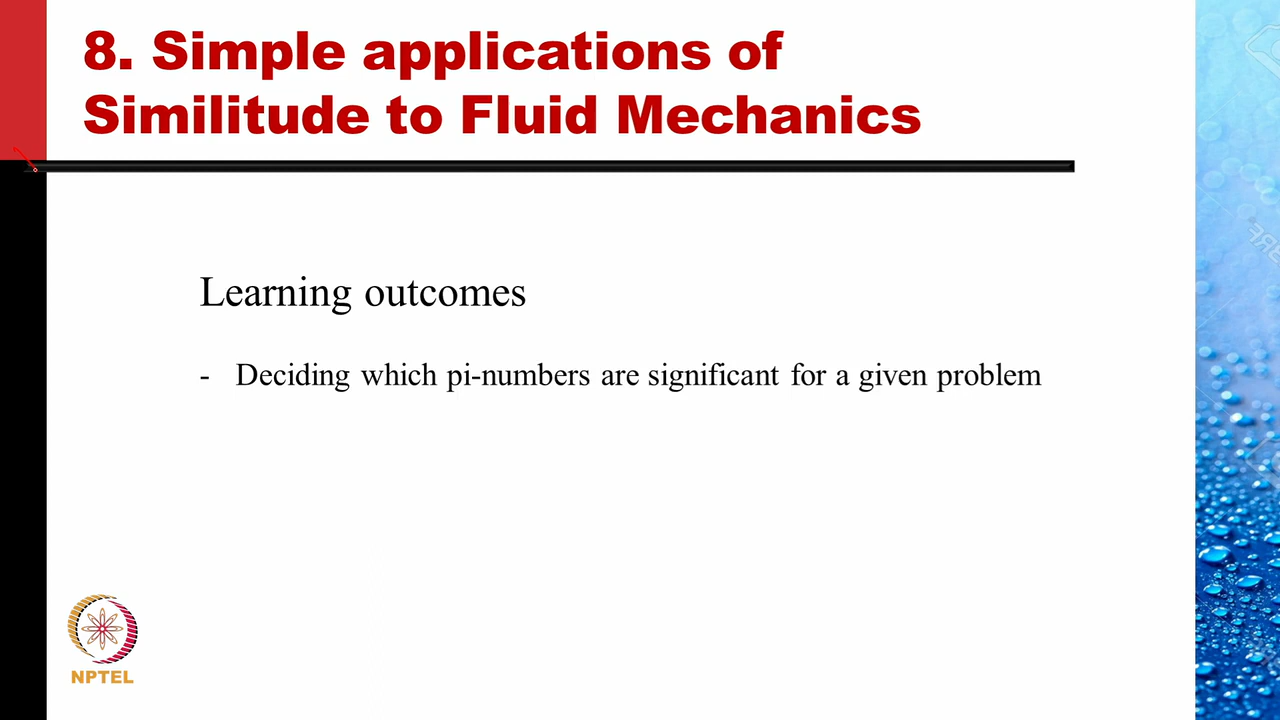 8. Simple applications of
Similitude to Fluid Mechanics
Learning outcomes
- Deciding which pi-numbers are significant for a given problem
NPTEL